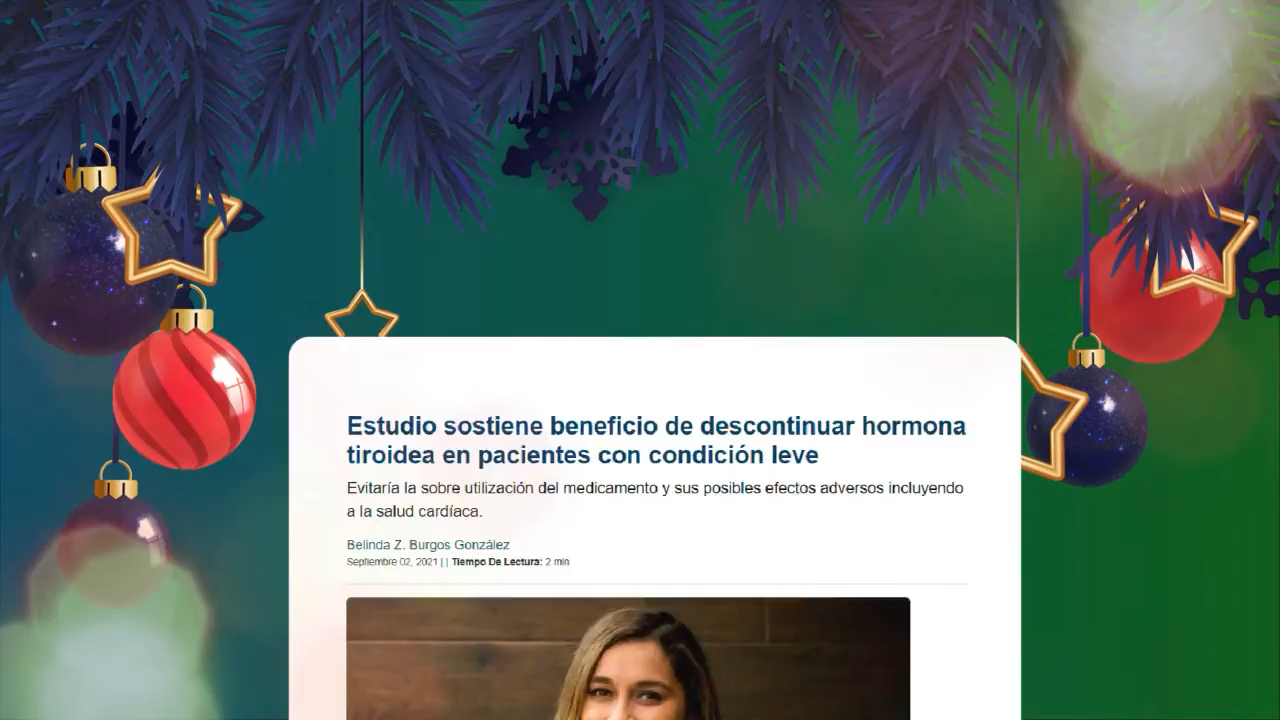 Estudio sostiene beneficio de descontinuar hormona
tiroidea en pacientes con condición leve
Evitaría la sobre utilización del medicamento y sus posibles efectos adversos incluyendo
a la salud cardíaca.
Belinda Z. Burgos González
Septiembre 02, 2021 | | Tiempo De Lectura: 2 min